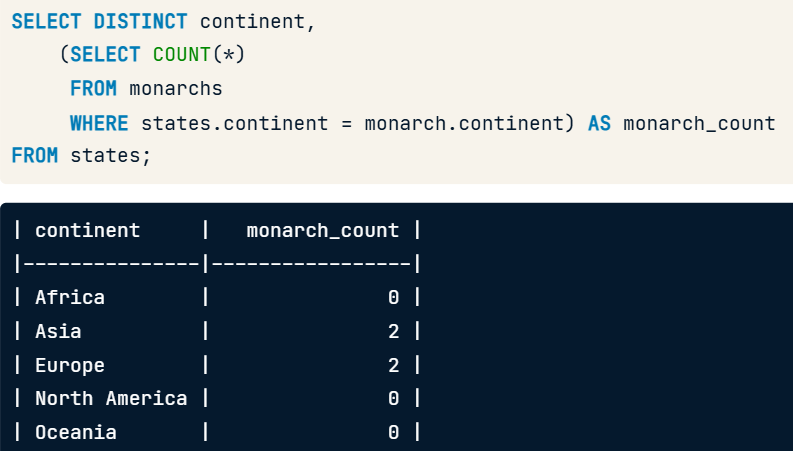 SELECT DISTINCT continent,
(SELECT COUNT(*)
FROM monarchs
WHERE states.continent = monarch.continent) AS monarch_count
FROM states;
| continent | monarch_count |
|---------------|-----------------|
| Africa | 0 |
| Asia | 2 |
| Europe | 2 |
| North America | 0 |
| Oceania | 0 |